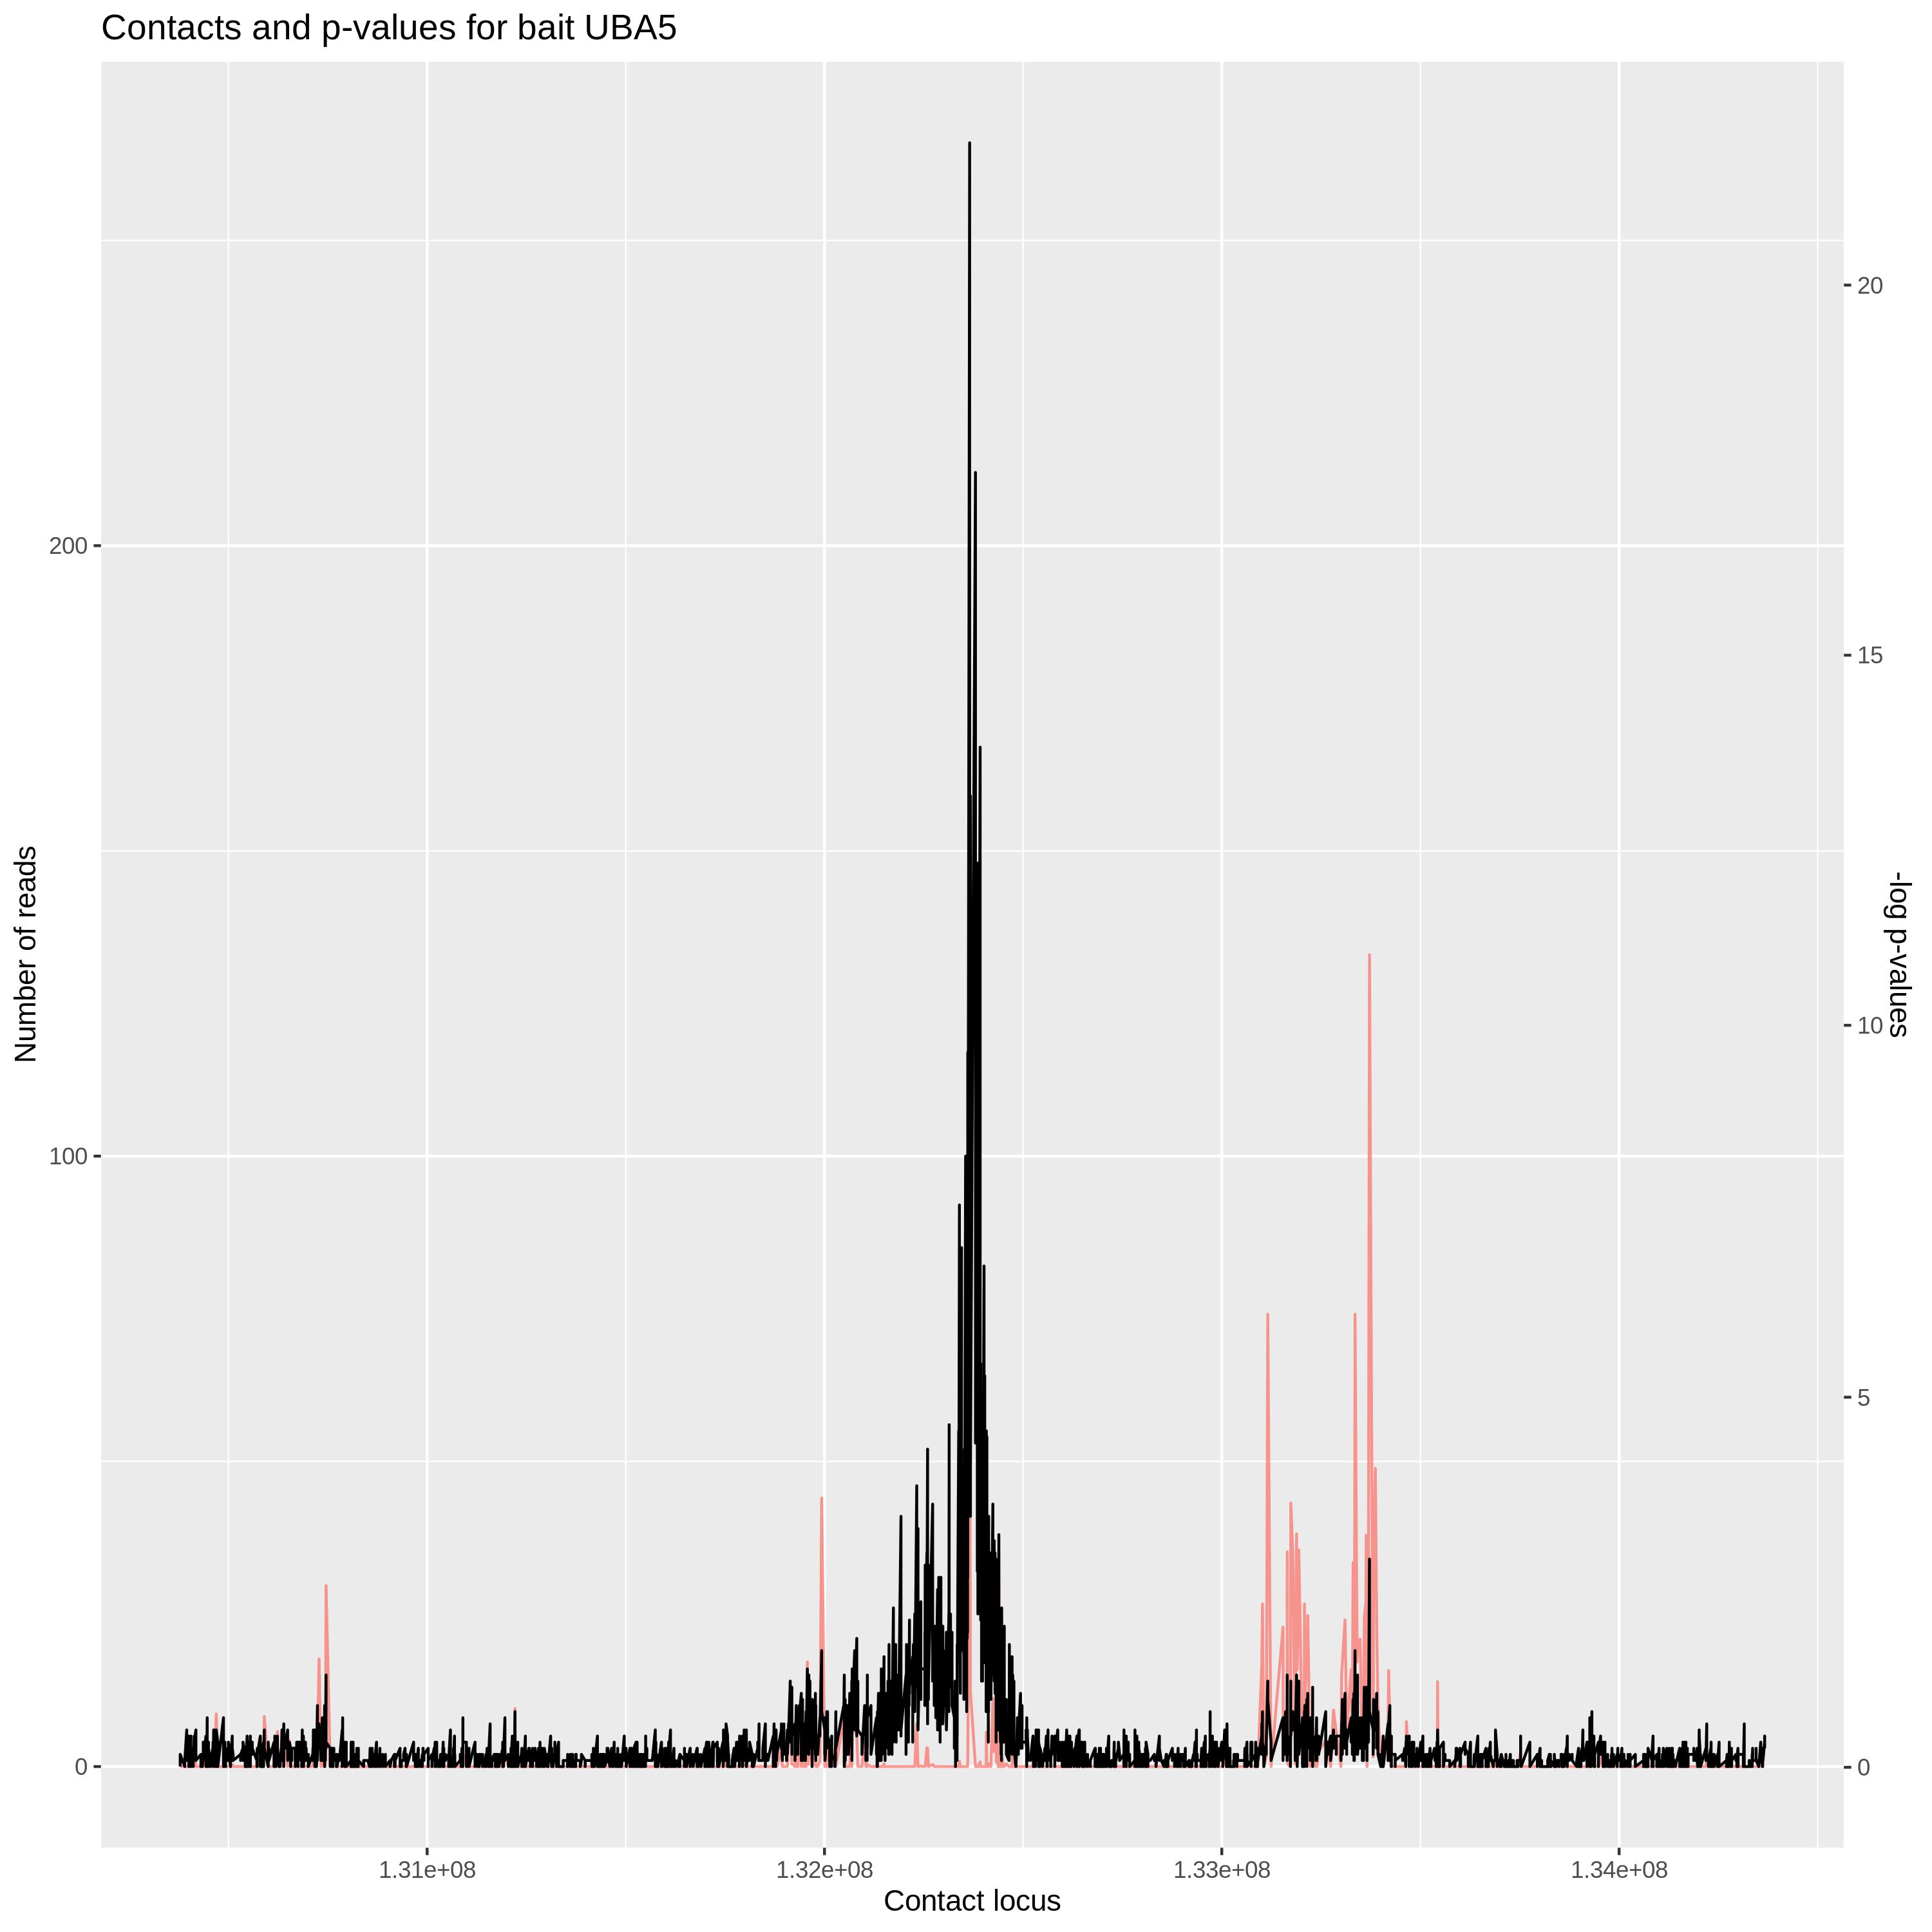 Contacts and p-values for bait UBA5
Number of reads
200
100
0
20
15
10
5
0
-log p-values
1.31e+08
1.32e+08
1.33e+08
1.34e+08
Contact locus